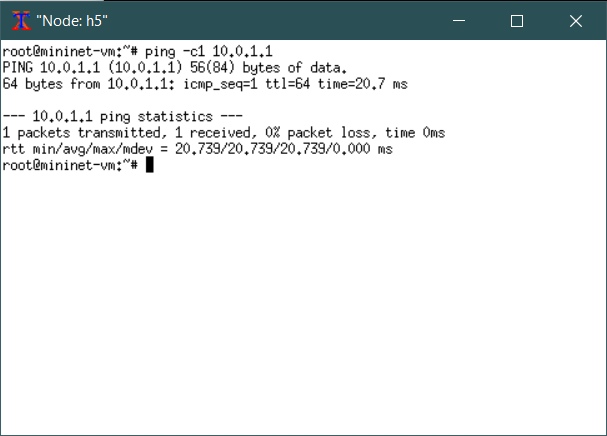 "Node: h5"
root@mininet-vm:~# ping -c1 10.0.1.1
PING 10.0.1.1 (10.0.1.1) 56(84) bytes of data.
64 bytes from 10.0.1.1: icmp_seq=1 ttl=64 time=20.7 ms

--- 10.0.1.1 ping statistics ---
1 packets transmitted, 1 received, 0% packet loss, time 0ms
rtt min/avg/max/mdev = 20.739/20.739/20.739/0.000 ms
root@mininet-vm:~#